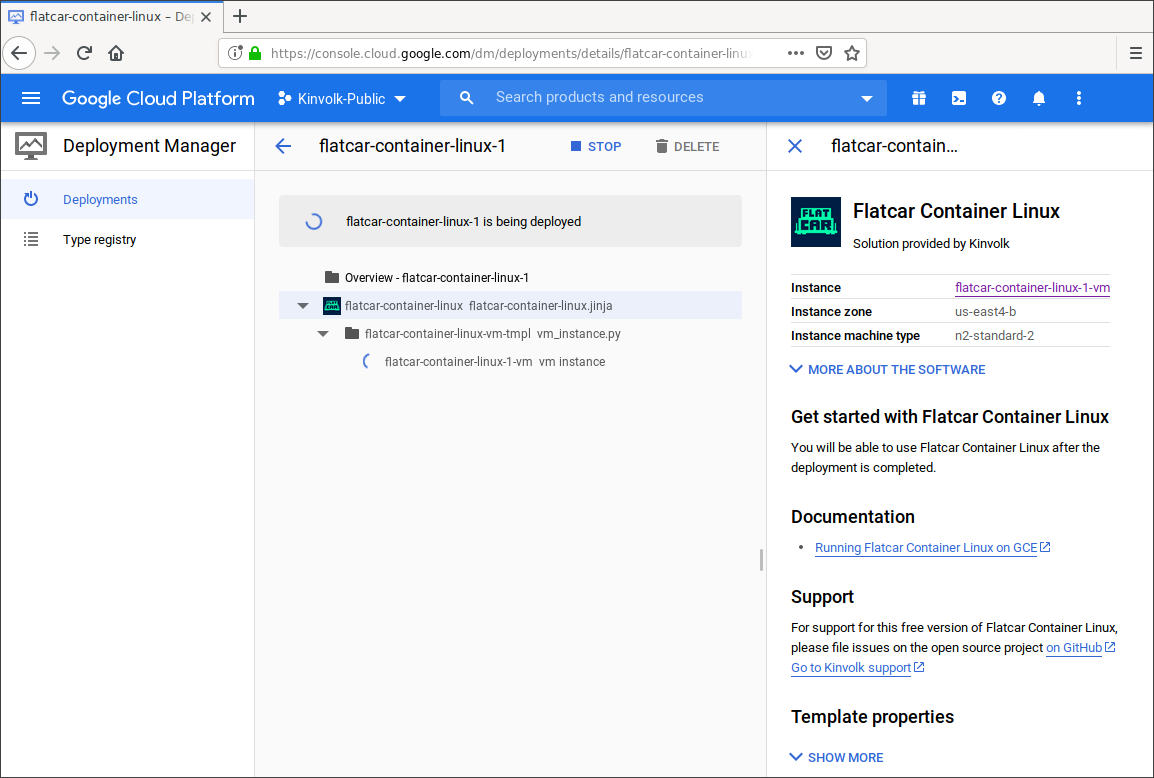 flatcar-container-linux – De
https://console.cloud.google.com/dm/deployments/details/flatcar-container-linux
Google Cloud Platform
Kinvolk-Public
Search products and resources
Deployment Manager
flatcar-container-linux-1
STOP
DELETE
flatcar-contain...
Deployments
Type registry
flatcar-container-linux-1 is being deployed
Overview - flatcar-container-linux-1
flatcar-container-linux flatcar-container-linux.jinja
flatcar-container-linux-vm-tmpl vm_instance.py
flatcar-container-linux-1-vm vm instance
FLAT
CAR
Flatcar Container Linux
Solution provided by Kinvolk
Instance flatcar-container-linux-1-vm
Instance zone us-east4-b
Instance machine type n2-standard-2
MORE ABOUT THE SOFTWARE
Get started with Flatcar Container Linux
You will be able to use Flatcar Container Linux after the
deployment is completed.
Documentation
• Running Flatcar Container Linux on GCE
Support
For support for this free version of Flatcar Container Linux,
please file issues on the open source project on GitHub
Go to Kinvolk support
Template properties
SHOW MORE